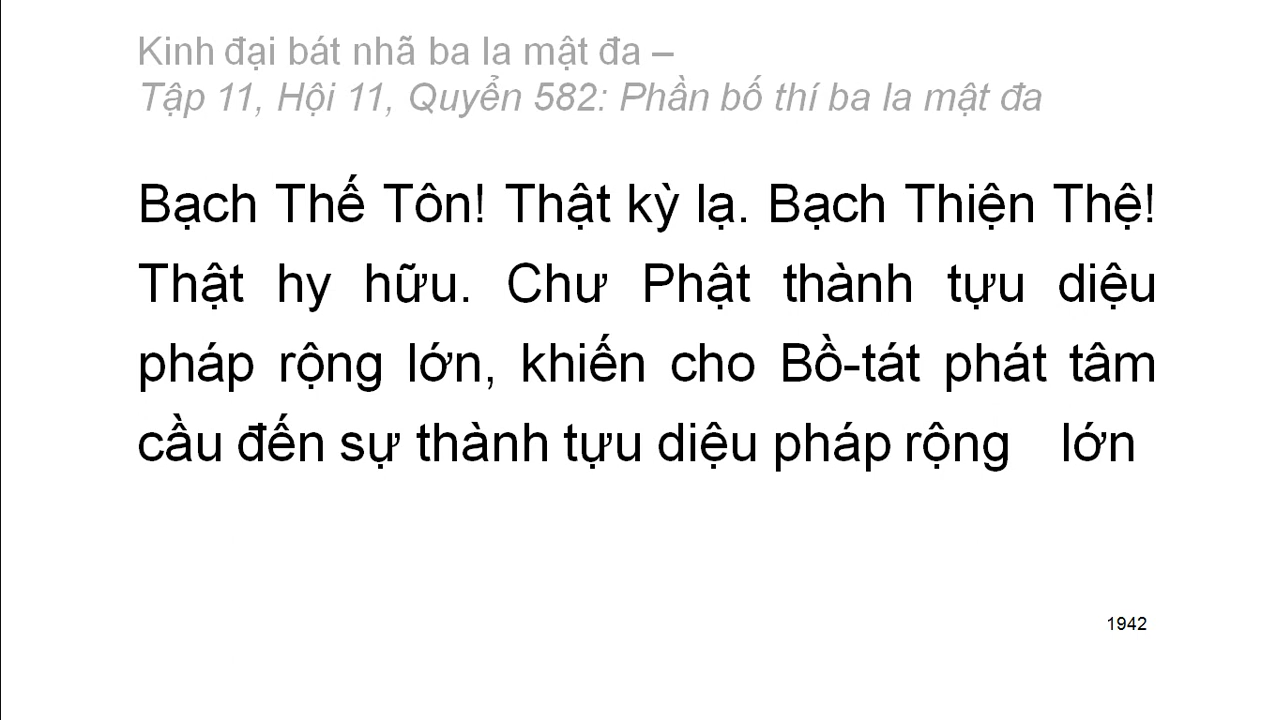 Kinh đại bát nhã ba la mật đa –
Tập 11, Hội 11, Quyển 582: Phần bố thí ba la mật đa
Bạch Thế Tôn! Thật kỳ lạ. Bạch Thiện Thệ!
Thật hy hữu. Chư Phật thành tựu diệu
pháp rộng lớn, khiến cho Bồ-tát phát tâm
cầu đến sự thành tựu diệu pháp rộng lớn
1942